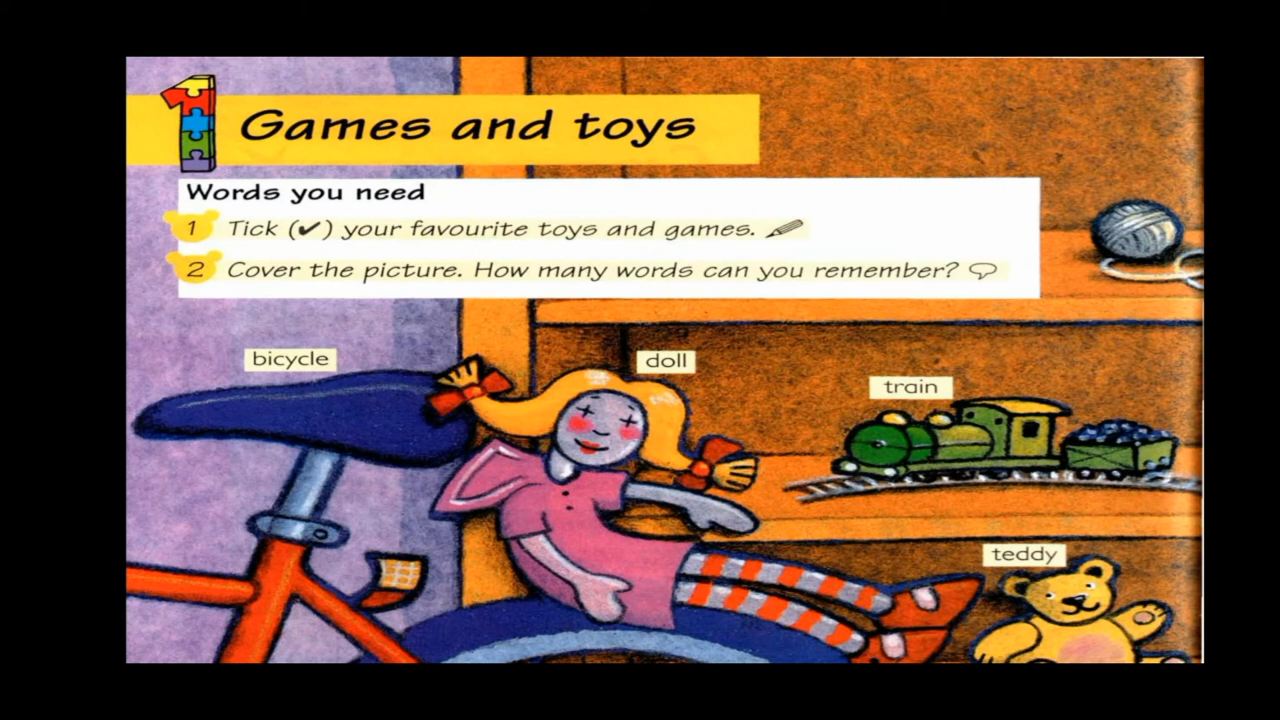 1 Games and toys
Words you need
1 Tick (✔) your favourite toys and games.
2 Cover the picture. How many words can you remember?
bicycle
doll
train
teddy